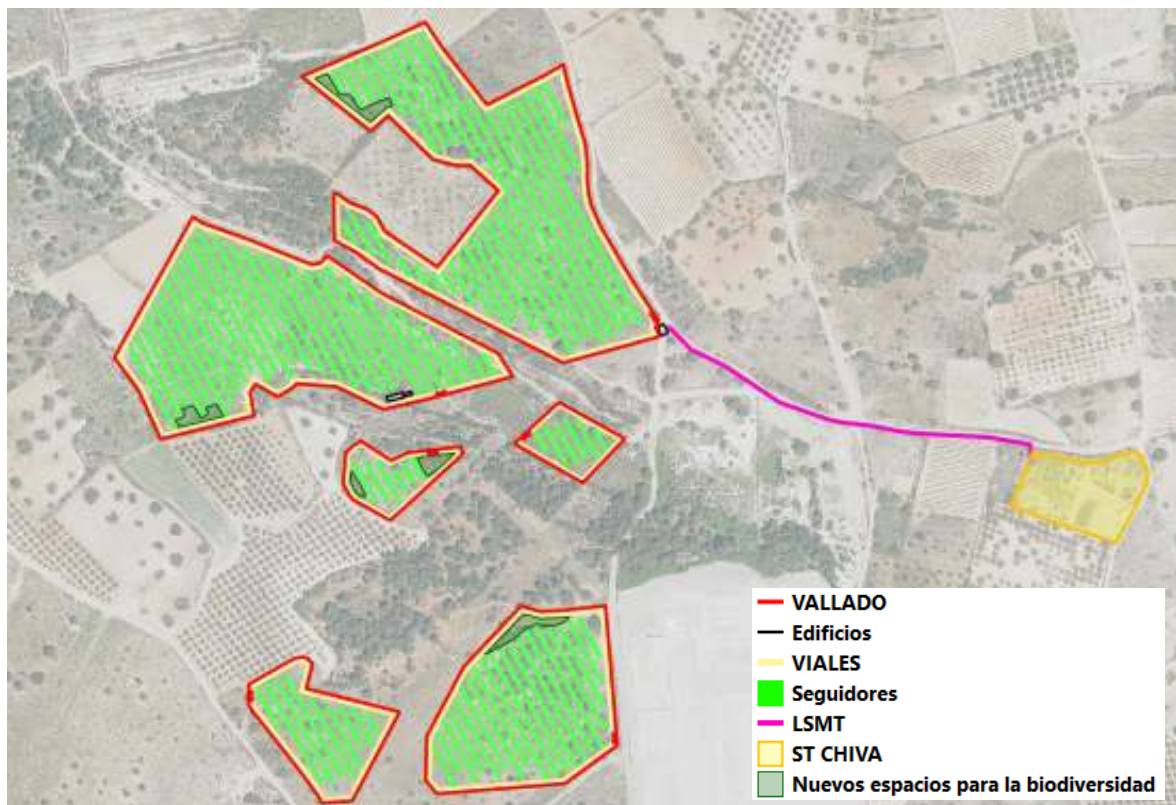 VALLADO
Edificios
VIALES
Seguidores
LSMT
ST CHIVA
Nuevos espacios para la biodiversidad